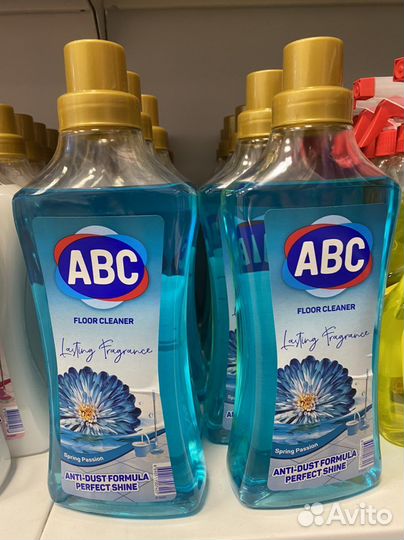 ABC
FLOOR CLEANER
Lasting Fragrance
Spring Passion
ANTI-DUST FORMULA
PERFECT SHINE
ABC
FLOOR CLEANER
Lasting Fragrance
Spring Passion
ANTI-DUST FORMULA
PERFECT SHINE
Avito